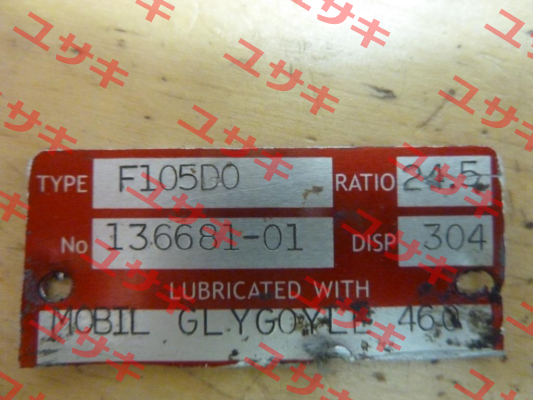 TYPE F105D0 RATIO 24.5
No 136681-01 DISP 304
LUBRICATED WITH
MOBIL GLYGOYLE 460
ユサキ